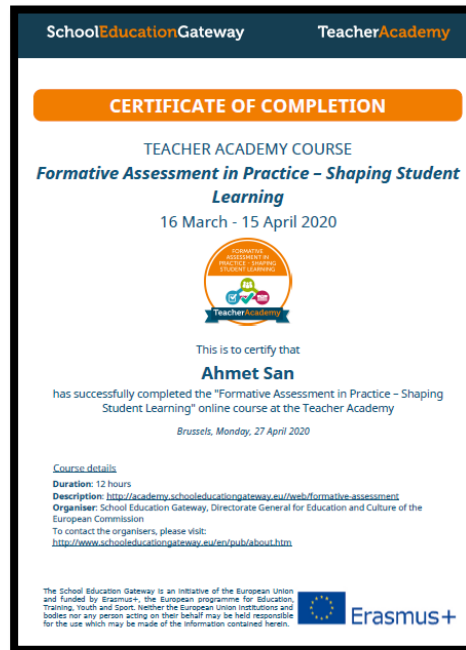 SchoolEducationGateway TeacherAcademy
CERTIFICATE OF COMPLETION
TEACHER ACADEMY COURSE
Formative Assessment in Practice – Shaping Student
Learning
16 March - 15 April 2020
FORMATIVE
ASSESSMENT IN
PRACTICE - SHAPING
STUDENT LEARNING
TeacherAcademy
This is to certify that
Ahmet San
has successfully completed the "Formative Assessment in Practice – Shaping
Student Learning" online course at the Teacher Academy
Brussels, Monday, 27 April 2020
Course details
Duration: 12 hours
Description: http://academy.schooleducationgateway.eu//web/formative-assessment
Organiser: School Education Gateway, Directorate General for Education and Culture of the
European Commission
To contact the organisers, please visit:
http://www.schooleducationgateway.eu/en/pub/about.htm
The School Education Gateway is an initiative of the European Union
and funded by Erasmus+, the European programme for Education,
Training, Youth and Sport. Neither the European Union institutions and
bodies nor any person acting on their behalf may be held responsible
for the use which may be made of the information contained herein.
Erasmus+